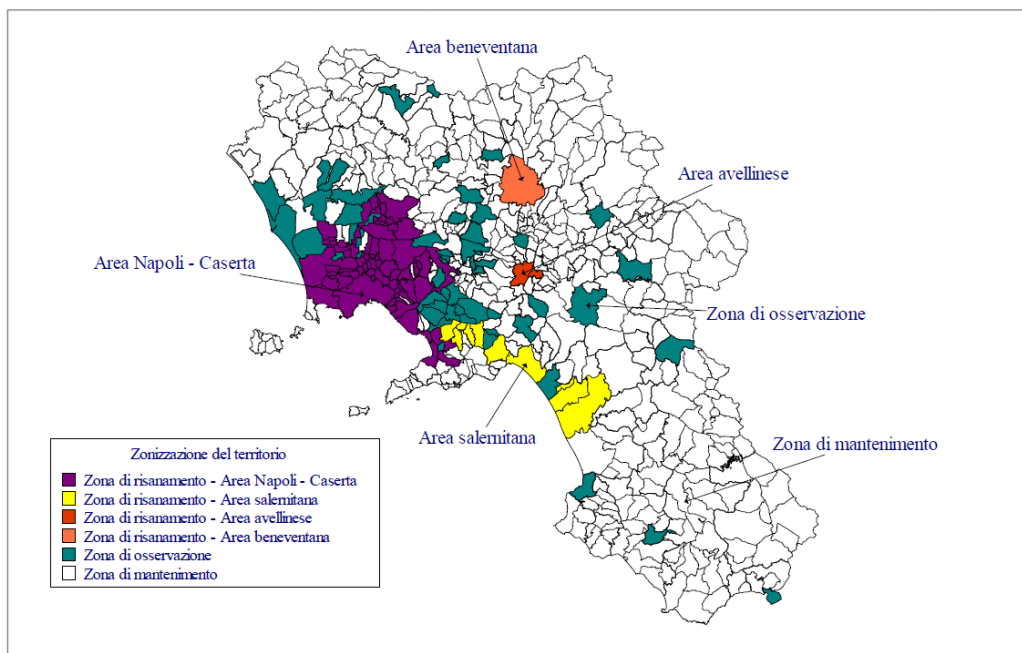 Area beneventana
Area avellinese
Area Napoli - Caserta
Zona di osservazione
Area salernitana
Zona di mantenimento
Zonizzazione del territorio
Zona di risanamento - Area Napoli - Caserta
Zona di risanamento - Area salernitana
Zona di risanamento - Area avellinese
Zona di risanamento - Area beneventana
Zona di osservazione
Zona di mantenimento